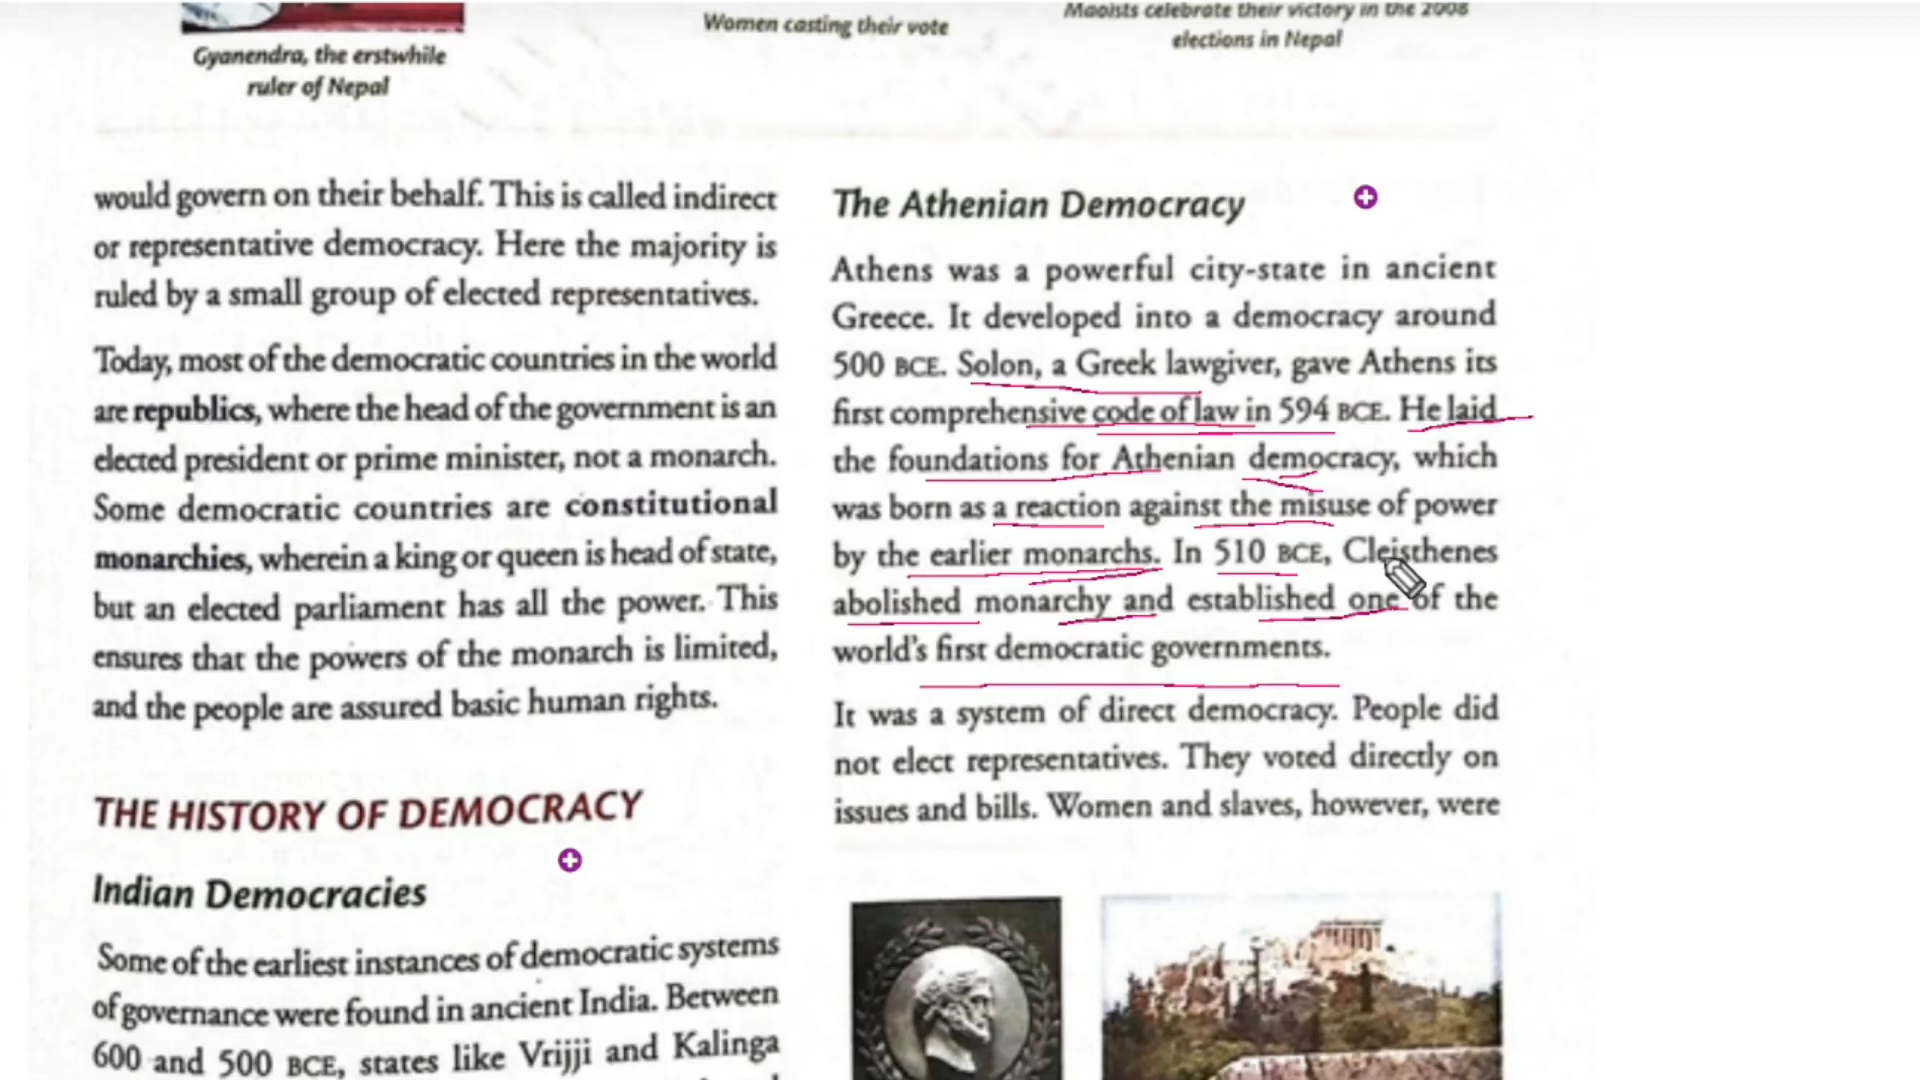 Gyanendra, the erstwhile
ruler of Nepal
Women casting their vote
Maoists celebrate their victory in the 2008
elections in Nepal
would govern on their behalf. This is called indirect
or representative democracy. Here the majority is
ruled by a small group of elected representatives.
Today, most of the democratic countries in the world
are republics, where the head of the government is an
elected president or prime minister, not a monarch.
Some democratic countries are constitutional
monarchies, wherein a king or queen is head of state,
but an elected parliament has all the power. This
ensures that the powers of the monarch is limited,
and the people are assured basic human rights.
THE HISTORY OF DEMOCRACY
Indian Democracies
Some of the earliest instances of democratic systems
of governance were found in ancient India. Between
600 and 500 BCE, states like Vrijji and Kalinga
The Athenian Democracy
Athens was a powerful city-state in ancient
Greece. It developed into a democracy around
500 BCE. Solon, a Greek lawgiver, gave Athens its
first comprehensive code of law in 594 BCE. He laid
the foundations for Athenian democracy, which
was born as a reaction against the misuse of power
by the earlier monarchs. In 510 BCE, Cleisthenes
abolished monarchy and established one of the
world's first democratic governments.
It was a system of direct democracy. People did
not elect representatives. They voted directly on
issues and bills. Women and slaves, however, were